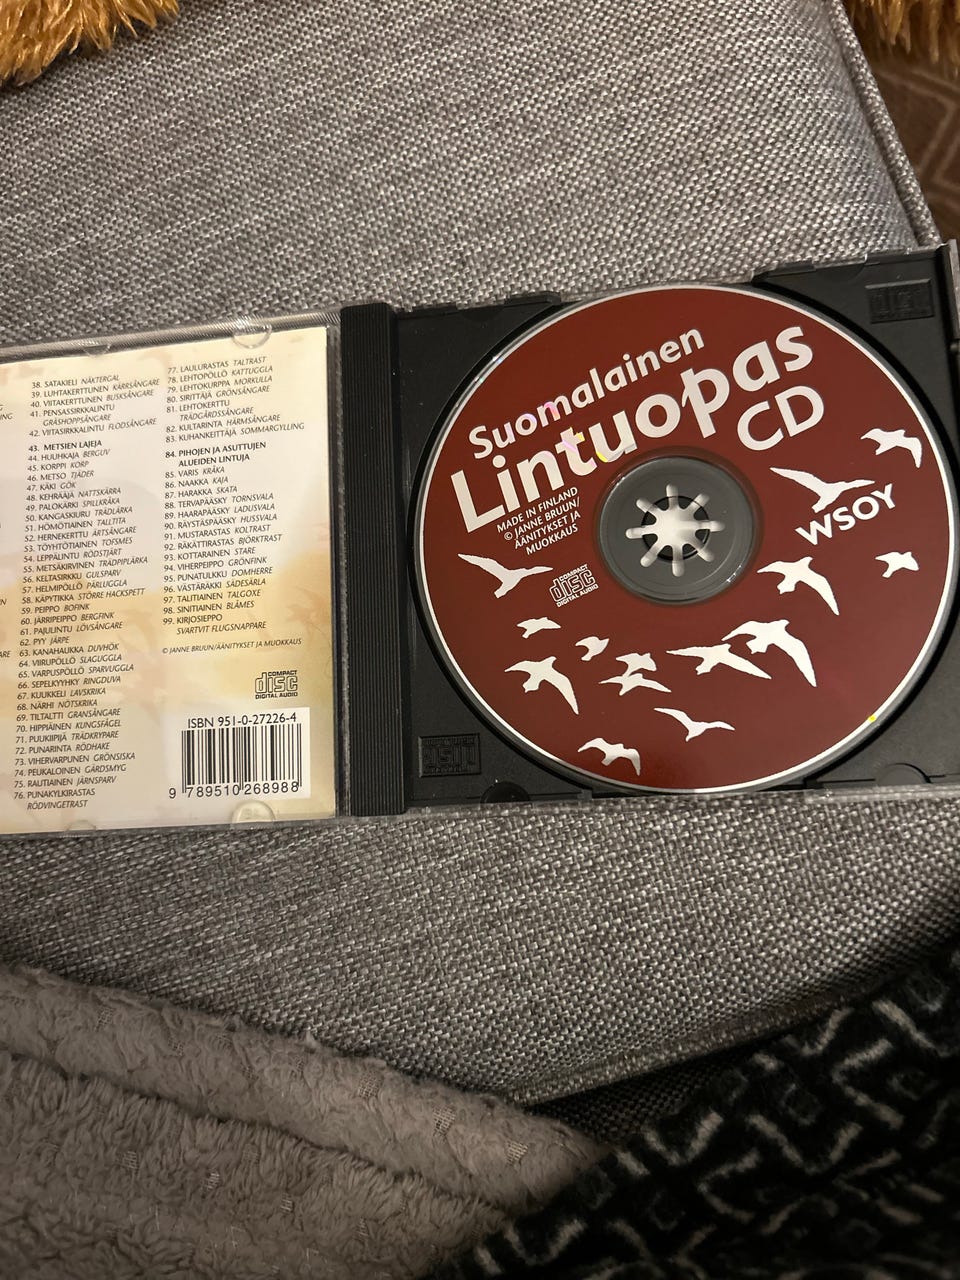 38. SATAKIELI NÄKTERGAL
39. LUHTAKERTTUNEN KÄRRSÅNGARE
40. VIITAKERTTUNEN BUSKSÅNGARE
41. PENSASSIRKKALINTU
GRÄSHOPPSÅNGARE
42. VIITASIRKKALINTU FLODSÅNGARE
43. METSIEN LAJEJA
44. HUUHKAJA BERGUV
45. KORPPI KORP
46. METSO TJÄDER
47. KÄKI GÖK
48. KEHRÄÄJÄ NATTSKÄRRA
49. PALOKÄRKI SPILLKRÅKA
50. KANGASKIURU TRÄDLÄRKA
51. HÖMÖTIAINEN TALLTITA
52. HERNEKERTTU ÄRTSÅNGARE
53. TÖYHTÖTIAINEN TOFSMES
54. LEPPÄLINTU RÖDSTJÄRT
55. METSÄKIRVINEN TRÄDPIPLÄRKA
56. KELTASIRKKU GULSPARV
57. HELMIPÖLLÖ PÄRLUGGLA
58. KÄPYTIKKA STÖRRE HACKSPETT
59. PEIPPO BOFINK
60. JÄRRIPEIPPO BERGFINK
61. PAJULINTU LÖVSÅNGARE
62. PYY JÄRPE
63. KANAHAUKKA DUVHÖK
64. VIIRUPÖLLÖ SLAGUGGLA
65. VARPUSPÖLLÖ SPARVUGGLA
66. SEPELKYYHKY RINGDUVA
67. KUUKKELI LAVSKRIKA
68. NÄRHI NÖTSKRIKA
69. TILTALTTI GRANSÅNGARE
70. HIPPIÄINEN KUNGSFÅGEL
71. PUUKIIPIJÄ TRÄDKRYPARE
72. PUNARINTA RÖDHAKE
73. VIHERVARPUNEN GRÖNSISKA
74. PEUKALOINEN GÄRDSMYG
75. RAUTIAINEN JÄRNSPARV
76. PUNAKYLKIRASTAS
RÖDVINGETRAST
77. LAULURASTAS TALTRAST
78. LEHTOPÖLLÖ KATTUGGLA
79. LEHTOKURPPA MORKULLA
80. SIRITTÄJÄ GRÖNSÅNGARE
81. LEHTOKERTTU
TRÄDGÅRDSSÅNGARE
82. KULTARINTA HÄRMSÅNGARE
83. KUHANKEITTÄJÄ SOMMARGYLLING
84. PIHOJEN JA ASUTTUJEN
ALUEIDEN LINTUJA
85. VARIS KRÅKA
86. NAAKKA KAJA
87. HARAKKA SKATA
88. TERVAPÄÄSKY TORNSVALA
89. HAARAPÄÄSKY LADUSVALA
90. RÄYSTÄSPÄÄSKY HUSSVALA
91. MUSTARASTAS KOLTRAST
92. RÄKÄTTIRASTAS BJÖRKTRAST
93. KOTTARAINEN STARE
94. VIHERPEIPPO GRÖNFINK
95. PUNATULKKU DOMHERRE
96. VÄSTÄRÄKKI SÄDESÄRLA
97. TALITIAINEN TALGOXE
98. SINITIAINEN BLÅMES
99. KIRJOSIEPPO
SVARTVIT FLUGSNAPPARE
© JANNE BRUUN/ÄÄNITYKSET JA MUOKKAUS
COMPACT
disc
DIGITAL AUDIO
ISBN 951-0-27226-4
9 789510 268988
Suomalainen
Lintuopas
CD
MADE IN FINLAND
© JANNE BRUUN/
ÄÄNITYKSET JA
MUOKKAUS
COMPACT
disc
DIGITAL AUDIO
WSOY